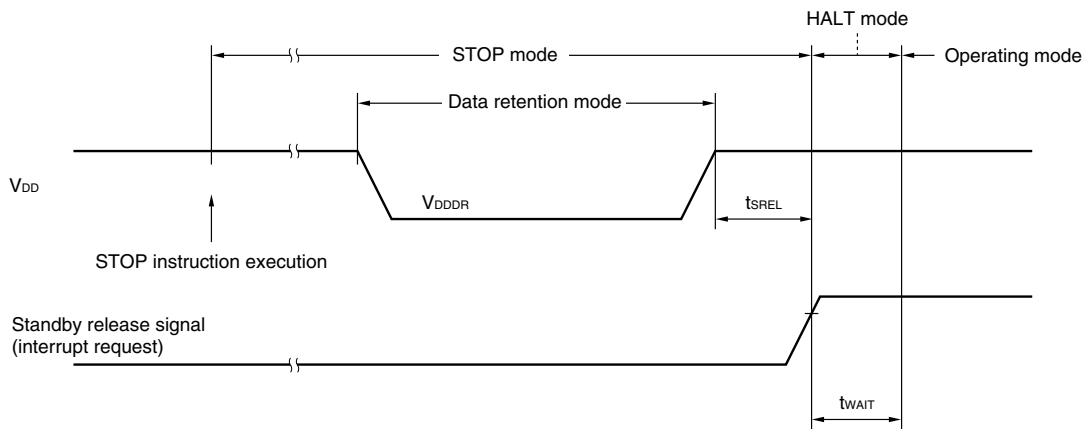 HALT mode
STOP mode
Operating mode
Data retention mode
VDD
VDDDR
tSREL
STOP instruction execution
Standby release signal
(interrupt request)
tWAIT